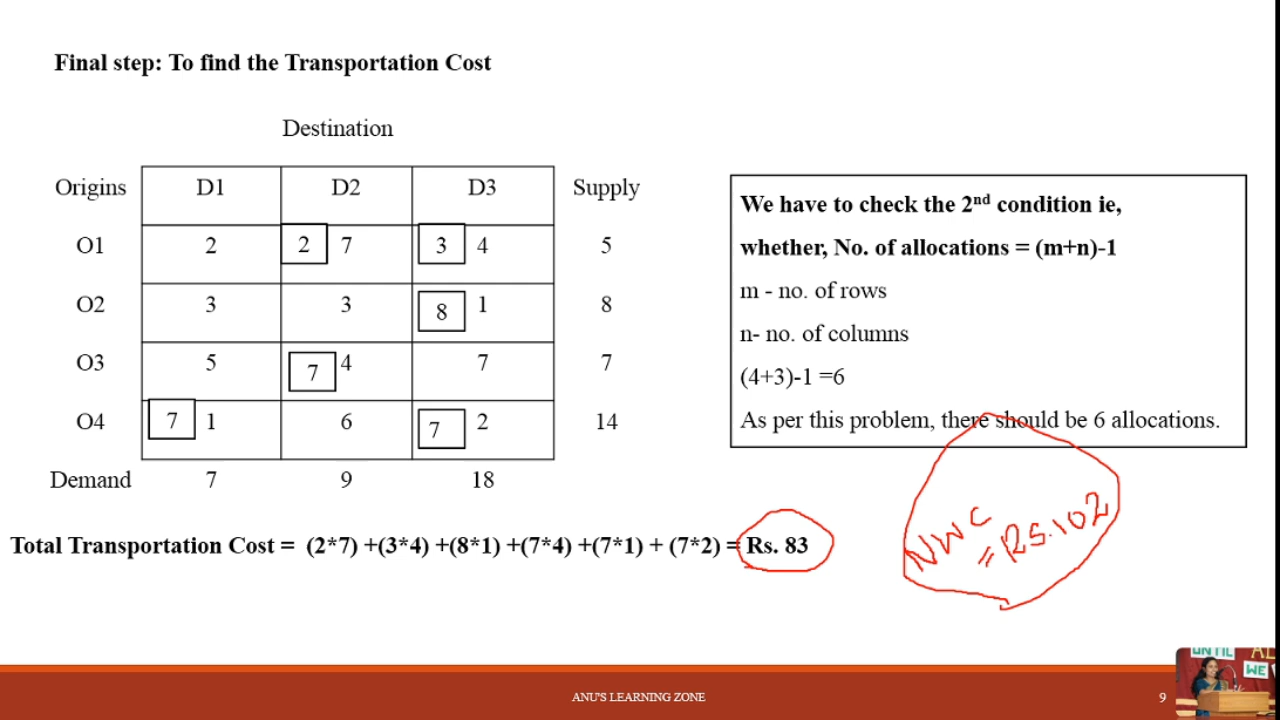 Final step: To find the Transportation Cost
Destination
Origins D1 D2 D3 Supply
O1 2 2 7 3 4 5
O2 3 3 8 1 8
O3 5 7 4 7 7
O4 7 1 6 7 2 14
Demand 7 9 18
We have to check the 2nd condition ie,
whether, No. of allocations = (m+n)-1
m - no. of rows
n- no. of columns
(4+3)-1 =6
As per this problem, there should be 6 allocations.
Total Transportation Cost = (2*7) +(3*4) +(8*1) +(7*4) +(7*1) + (7*2) = Rs. 83
NWC
= Rs.102
ANU'S LEARNING ZONE
9
UNTIL AL
WE